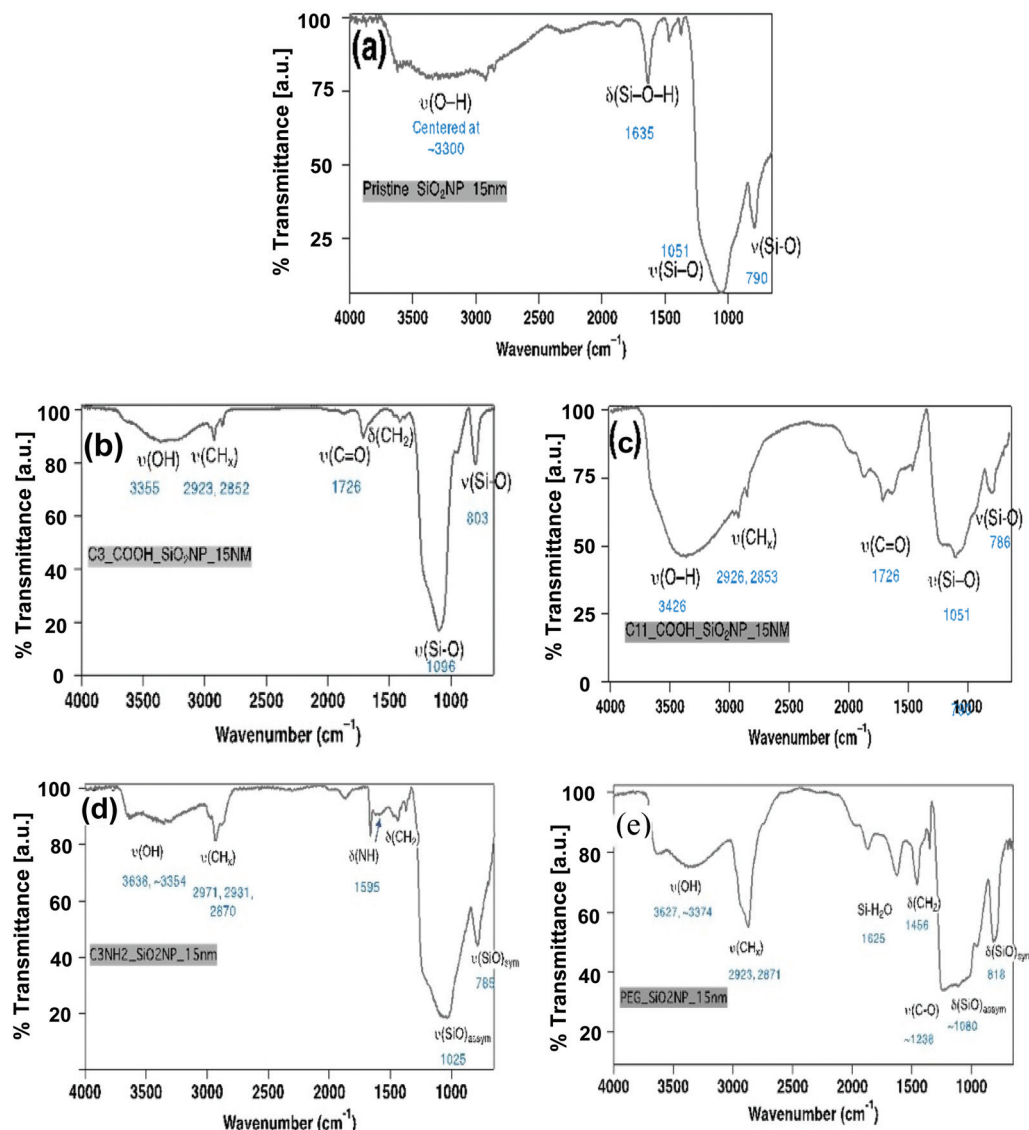 (a)
% Transmittance [a.u.]
100
75
50
25
υ(O–H)
Centered at
~3300
δ(Si–O–H)
1635
Pristine SiO₂NP 15nm
1051
υ(Si–O)
ν(Si-O)
790
4000 3500 3000 2500 2000 1500 1000
Wavenumber (cm⁻¹)
(b)
% Transmittance [a.u.]
100
80
60
40
20
0
υ(OH)
3355
υ(CHₓ)
2923, 2852
υ(C=O)
1726
δ(CH₂)
ν(Si-O)
803
C3_COOH_SiO₂NP_15NM
υ(Si-O)
1096
4000 3500 3000 2500 2000 1500 1000
Wavenumber (cm⁻¹)
(c)
% Transmittance [a.u.]
100
75
50
25
0
υ(O–H)
3426
υ(CHₓ)
2926, 2853
υ(C=O)
1726
υ(Si–O)
1051
ν(Si-O)
786
C11_COOH_SiO₂NP_15NM
4000 3500 3000 2500 2000 1500 1000
Wavenumber (cm⁻¹)
(d)
% Transmittance [a.u.]
100
80
60
40
20
υ(OH)
3638, ~3354
υ(CHₓ)
2971, 2931,
2870
δ(NH)
1595
δ(CH₂
υ(SiO)sym
785
C3NH2_SiO2NP_15nm
υ(SiO)assym
1025
4000 3500 3000 2500 2000 1500 1000
Wavenumber (cm⁻¹)
(e)
% Transmittance [a.u.]
100
80
60
40
20
υ(OH)
3627, ~3374
υ(CHₓ)
2923, 2871
Si-H₂O
1625
δ(CH₂)
1456
δ(SiO)sym
818
PEG_SiO2NP_15nm
υ(C-O)
~1238
δ(SiO)assym
~1080
4000 3500 3000 2500 2000 1500 1000
Wavenumber (cm⁻¹)